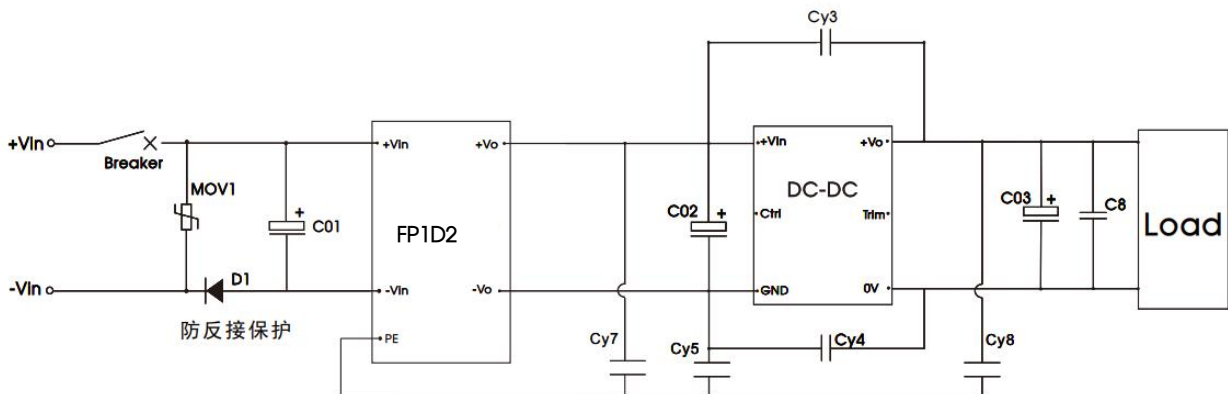 Cy3
+Vin
Breaker
MOV1
+
C01
-Vin
D1
防反接保护
+Vin
+Vo
FP1D2
-Vin
-Vo
PE
Cy7
C02
+
Cy5
+Vin
+Vo
DC-DC
Ctrl
Trim
GND
0V
Cy4
Cy8
C03
+
C8
Load